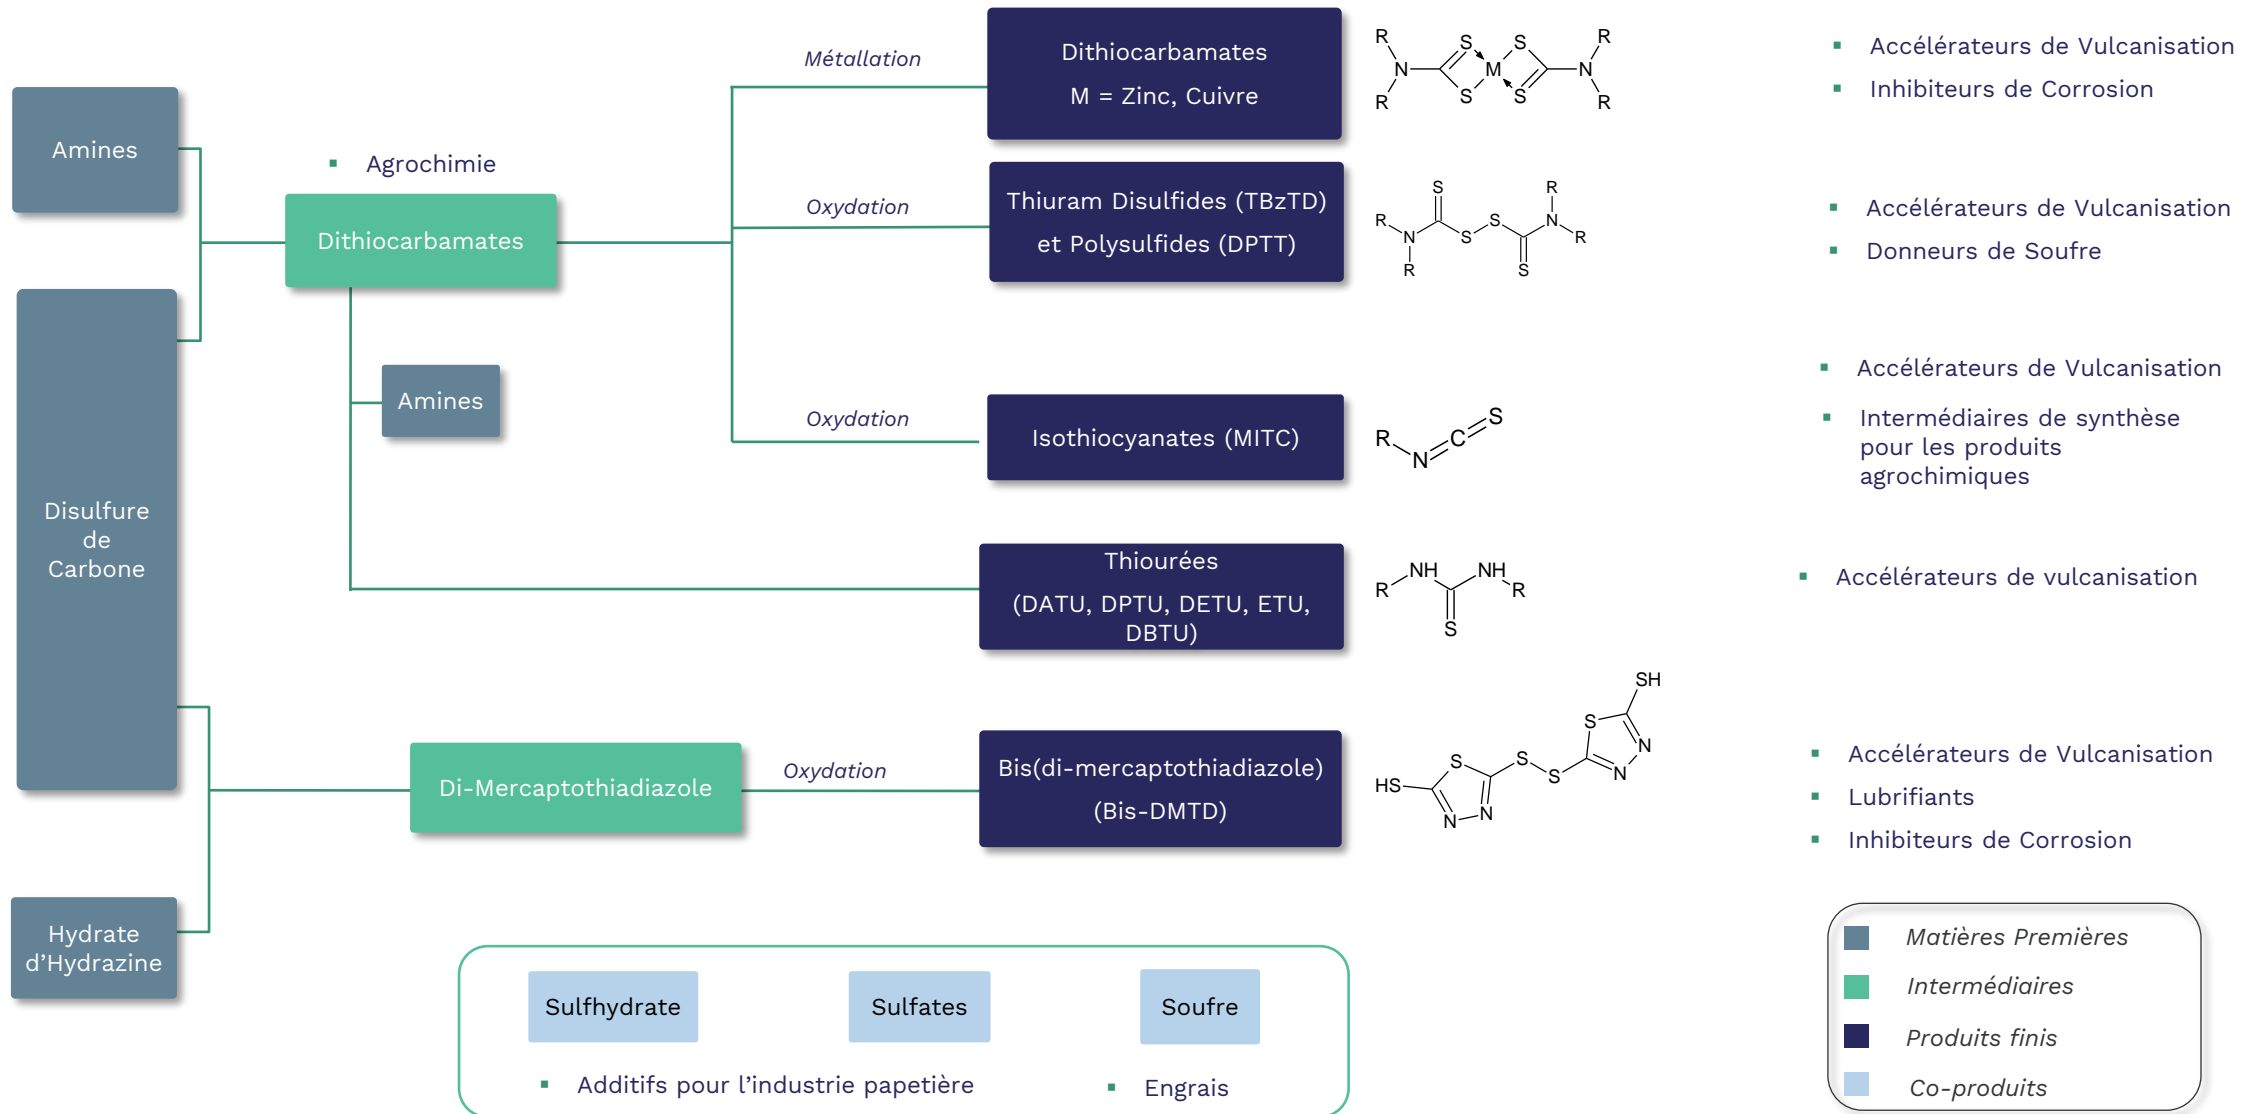 Amines
Disulfure
de
Carbone
Hydrate
d’Hydrazine
▪ Agrochimie
Dithiocarbamates
Amines
Di-Mercaptothiadiazole
Métallation
Oxydation
Oxydation
Oxydation
Dithiocarbamates
M = Zinc, Cuivre
R R N S S M S S N R R
▪ Accélérateurs de Vulcanisation
▪ Inhibiteurs de Corrosion
Thiuram Disulfides (TBzTD)
et Polysulfides (DPTT)
R N R S S S S N R R
▪ Accélérateurs de Vulcanisation
▪ Donneurs de Soufre
Isothiocyanates (MITC)
R N C S
▪ Accélérateurs de Vulcanisation
▪ Intermédiaires de synthèse
pour les produits
agrochimiques
Thiourées
(DATU, DPTU, DETU, ETU,
DBTU)
R NH S NH R
▪ Accélérateurs de vulcanisation
Bis(di-mercaptothiadiazole)
(Bis-DMTD)
HS S N N S S S N N SH
▪ Accélérateurs de Vulcanisation
▪ Lubrifiants
▪ Inhibiteurs de Corrosion
Sulfhydrate
Sulfates
Soufre
▪ Additifs pour l’industrie papetière
▪ Engrais
Matières Premières
Intermédiaires
Produits finis
Co-produits